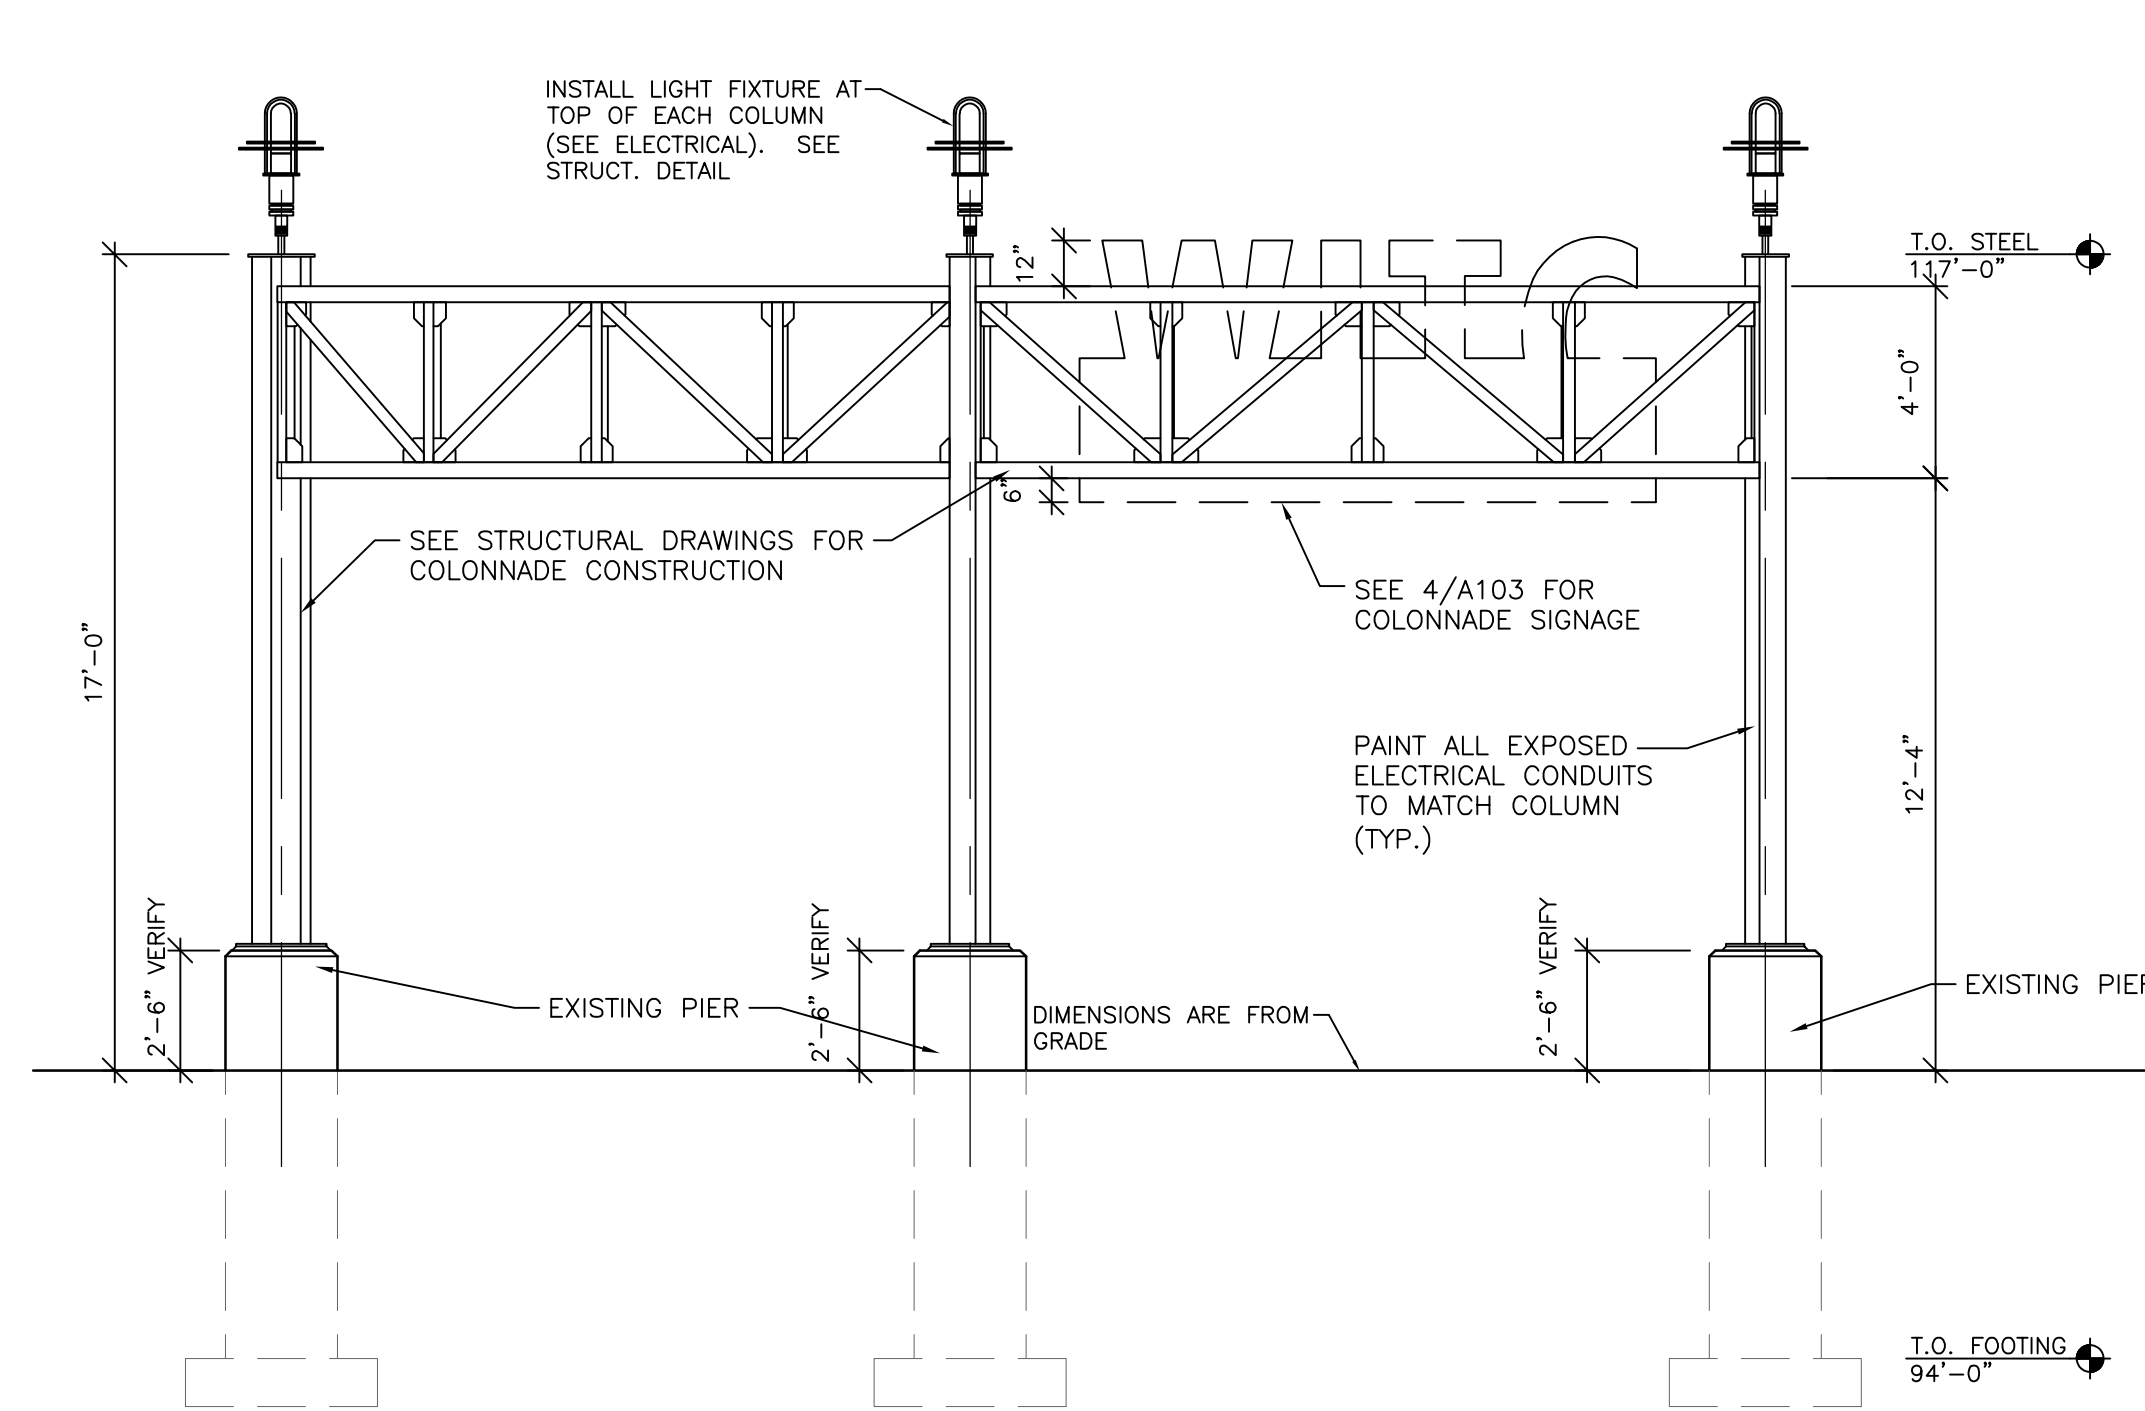 INSTALL LIGHT FIXTURE AT
TOP OF EACH COLUMN
(SEE ELECTRICAL). SEE
STRUCT. DETAIL
12"
WITC
T.O. STEEL
117'-0"
4'-0"
6"
SEE STRUCTURAL DRAWINGS FOR
COLONNADE CONSTRUCTION
SEE 4/A103 FOR
COLONNADE SIGNAGE
17'-0"
PAINT ALL EXPOSED
ELECTRICAL CONDUITS
TO MATCH COLUMN
(TYP.)
12'-4"
2'-6" VERIFY
2'-6" VERIFY
2'-6" VERIFY
EXISTING PIER
DIMENSIONS ARE FROM
GRADE
EXISTING PIER
T.O. FOOTING
94'-0"